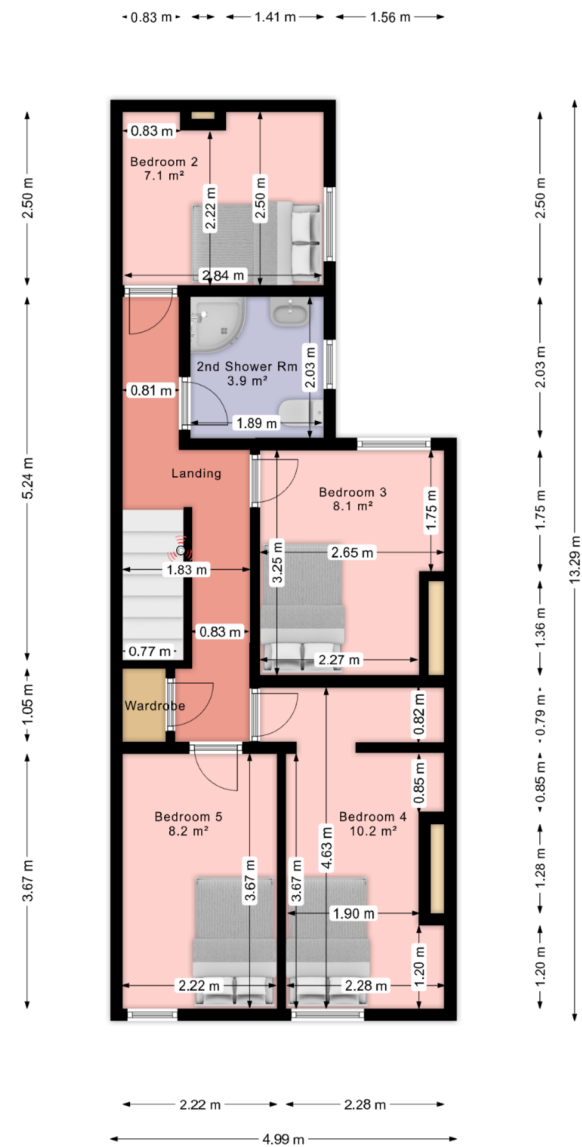 0.83 m
1.41 m
1.56 m
0.83 m
Bedroom 2
7.1 m²
2.22 m
2.50 m
2.84 m
2.50 m
2.50 m
2nd Shower Rm
3.9 m²
2.03 m
1.89 m
0.81 m
2.03 m
Landing
5.24 m
Bedroom 3
8.1 m²
1.75 m
1.75 m
3.25 m
2.65 m
13.29 m
1.83 m
0.83 m
0.77 m
2.27 m
1.36 m
Wardrobe
1.05 m
0.82 m
0.79 m
0.85 m
0.85 m
Bedroom 5
8.2 m²
Bedroom 4
10.2 m²
3.67 m
3.67 m
3.67 m
4.63 m
1.90 m
1.28 m
1.20 m
1.20 m
2.22 m
2.28 m
2.22 m
2.28 m
4.99 m